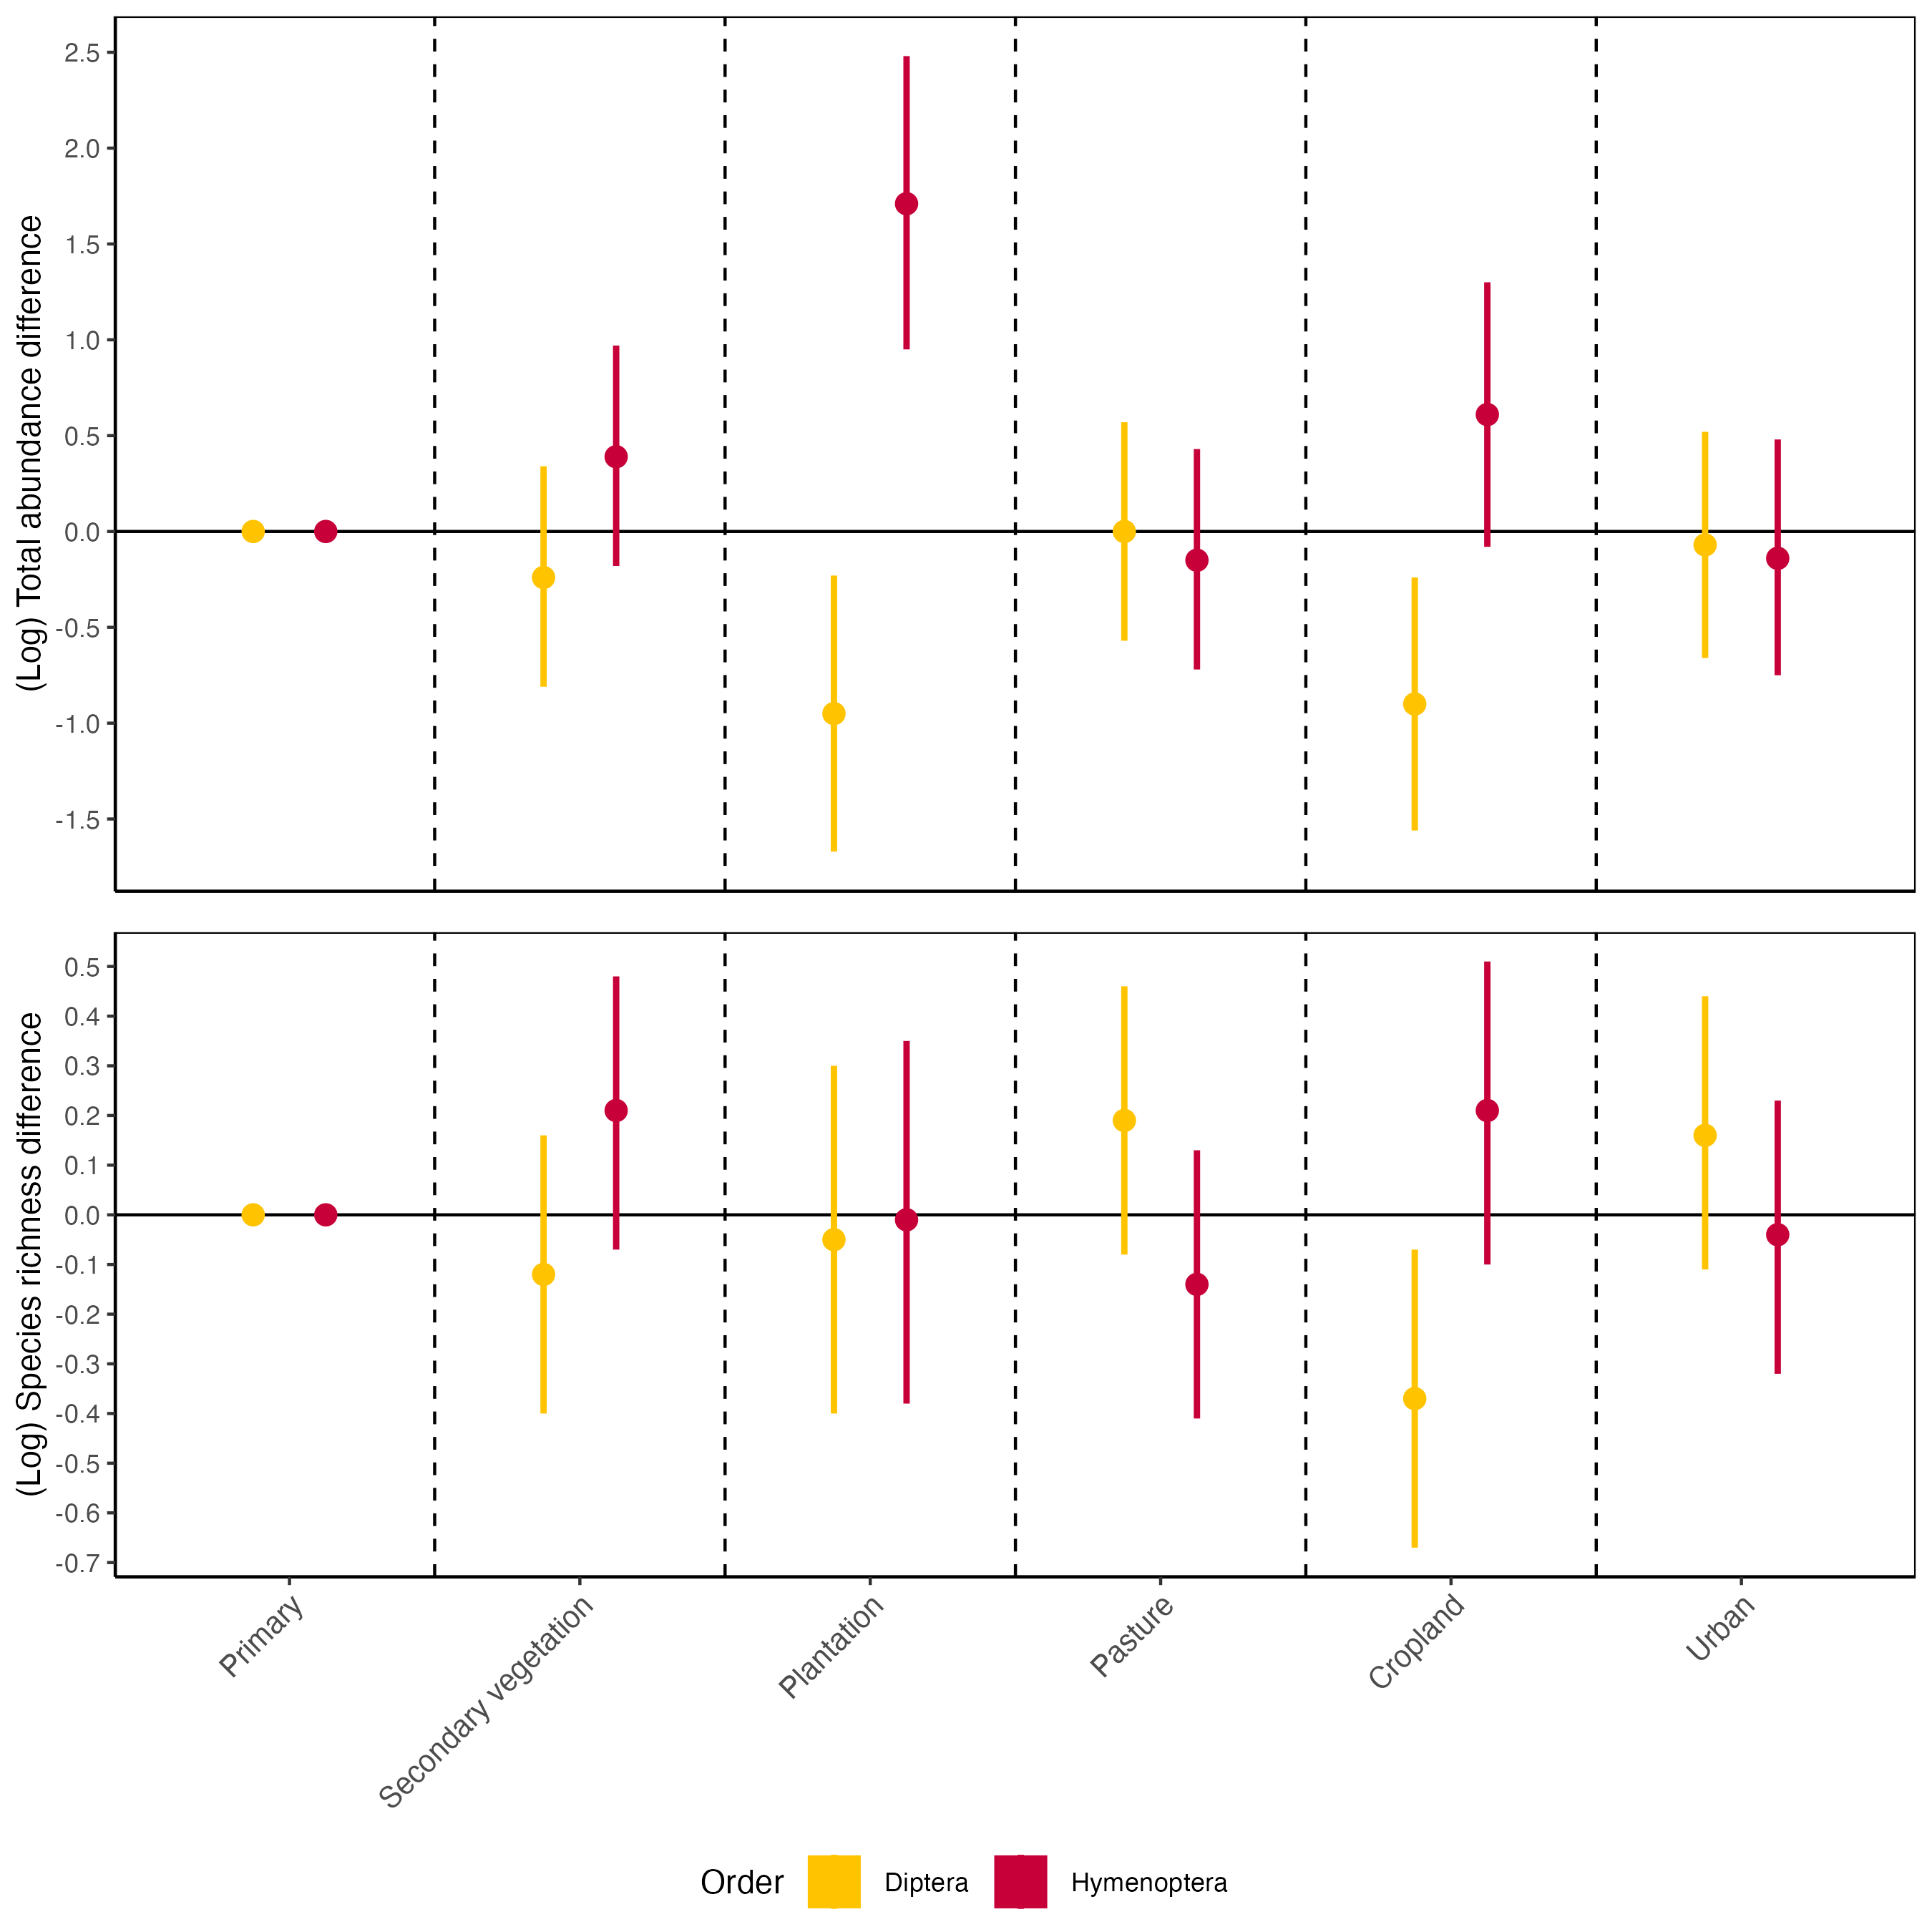 (Log) Total abundance difference
2.5
2.0
1.5
1.0
0.5
0.0
-0.5
-1.0
-1.5
(Log) Species richness difference
0.5
0.4
0.3
0.2
0.1
0.0
-0.1
-0.2
-0.3
-0.4
-0.5
-0.6
-0.7
Primary
Secondary vegetation
Plantation
Pasture
Cropland
Urban
Order Diptera Hymenoptera